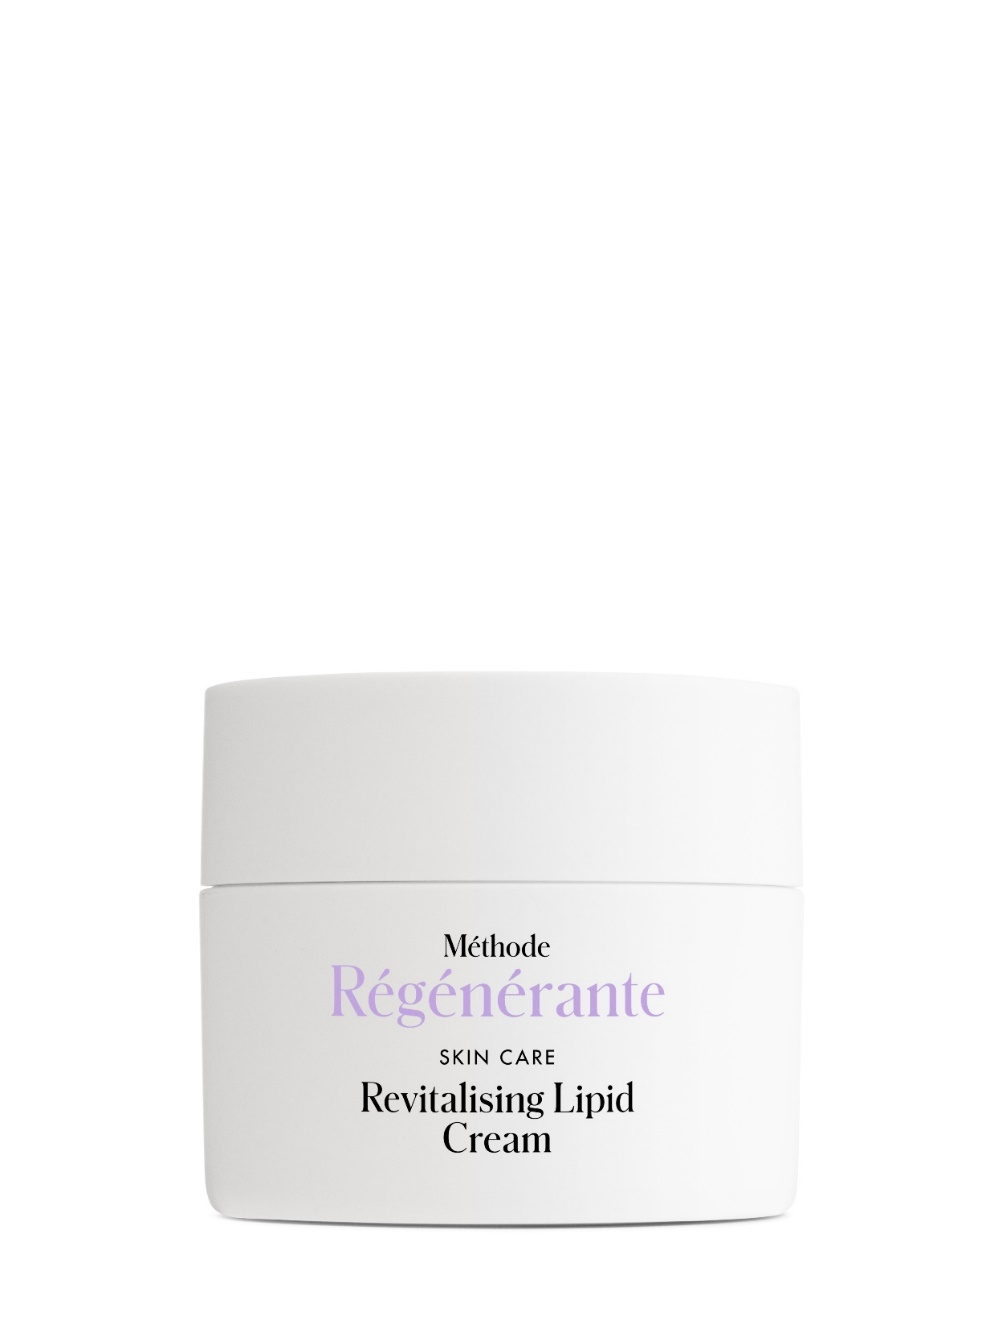 Méthode
Régénérante
SKIN CARE
Revitalising Lipid
Cream